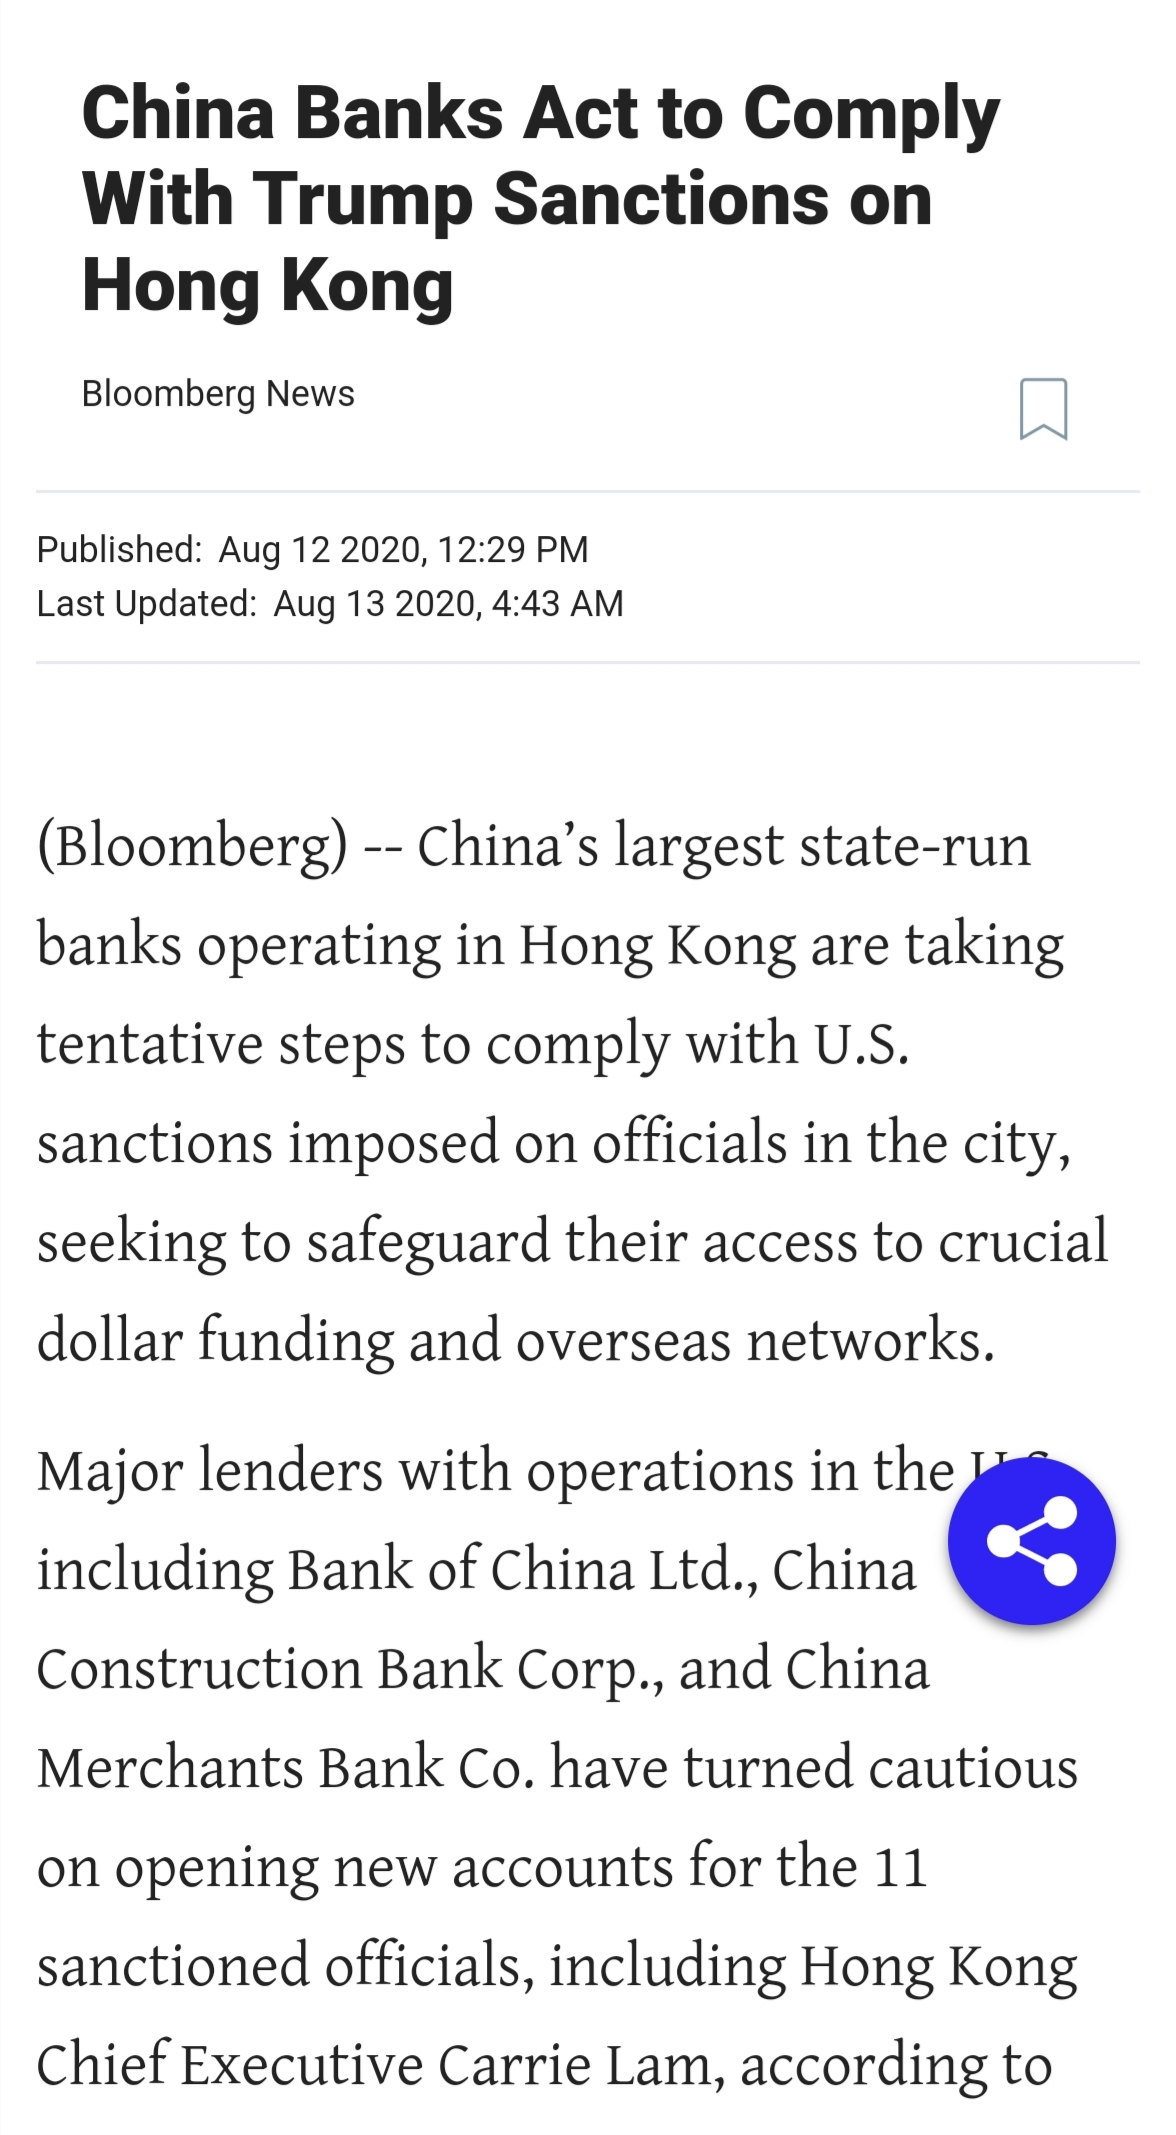 China Banks Act to Comply
With Trump Sanctions on
Hong Kong
Bloomberg News
Published: Aug 12 2020, 12:29 PM
Last Updated: Aug 13 2020, 4:43 AM
(Bloomberg) -- China’s largest state-run
banks operating in Hong Kong are taking
tentative steps to comply with U.S.
sanctions imposed on officials in the city,
seeking to safeguard their access to crucial
dollar funding and overseas networks.
Major lenders with operations in the
including Bank of China Ltd., China
Construction Bank Corp., and China
Merchants Bank Co. have turned cautious
on opening new accounts for the 11
sanctioned officials, including Hong Kong
Chief Executive Carrie Lam, according to